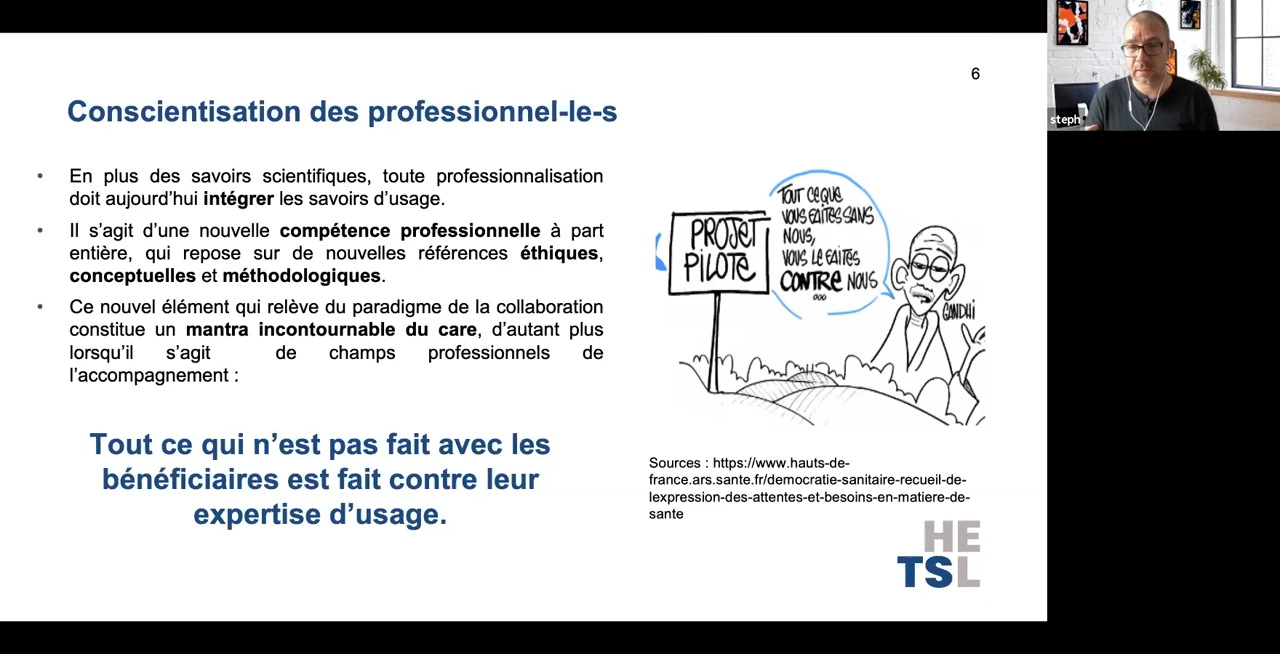 6
Conscientisation des professionnel-le-s
• En plus des savoirs scientifiques, toute professionnalisation
doit aujourd’hui intégrer les savoirs d’usage.
• Il s’agit d’une nouvelle compétence professionnelle à part
entière, qui repose sur de nouvelles références éthiques,
conceptuelles et méthodologiques.
• Ce nouvel élément qui relève du paradigme de la collaboration
constitue un mantra incontournable du care, d’autant plus
lorsqu’il s’agit de champs professionnels de
l’accompagnement :
Tout ce qui n’est pas fait avec les
bénéficiaires est fait contre leur
expertise d’usage.
PROJET
PILOTE
TOUT CE QUE
VOUS FAITES SANS
NOUS,
VOUS LE FAITES
CONTRE NOUS
...
GANDHI
Sources : https://www.hauts-de-
france.ars.sante.fr/democratie-sanitaire-recueil-de-
lexpression-des-attentes-et-besoins-en-matiere-de-
sante
HE
TSL
steph